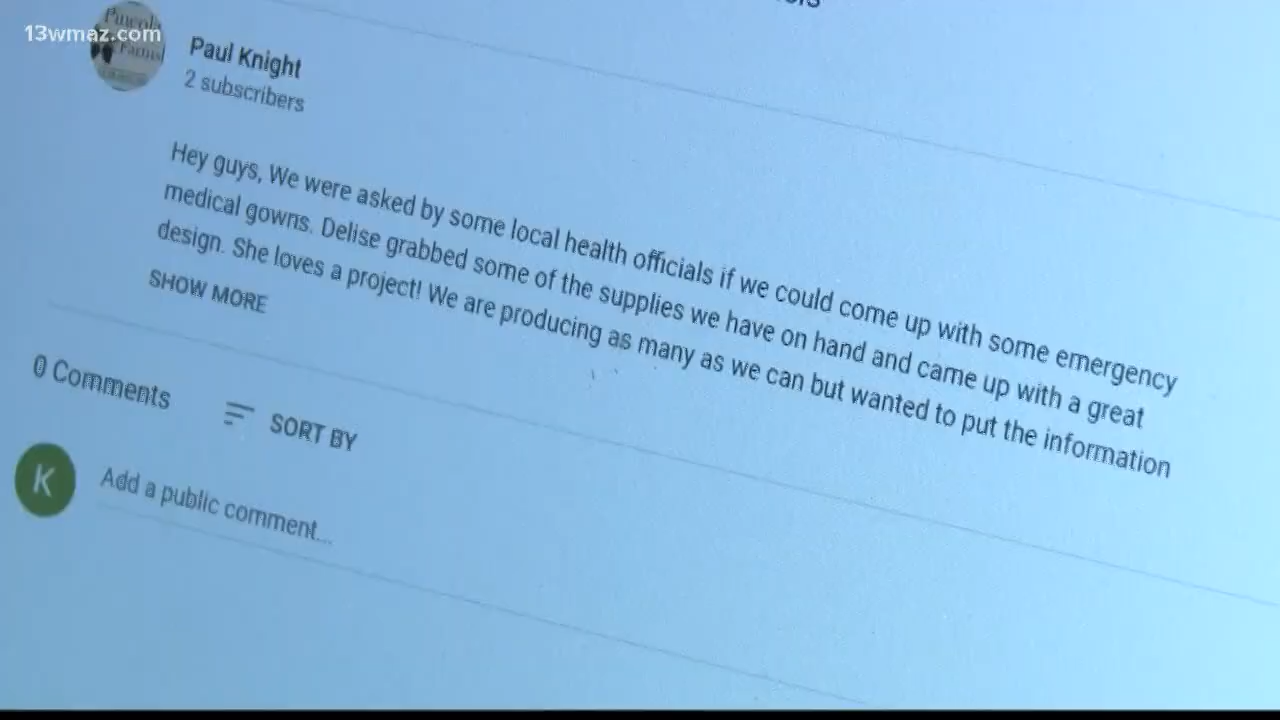 13wmaz.com
Paul Knight
2 subscribers
Hey guys, We were asked by some local health officials if we could come up with some emergency
medical gowns. Delise grabbed some of the supplies we have on hand and came up with a great
design. She loves a project! We are producing as many as we can but wanted to put the information
SHOW MORE
0 Comments
SORT BY
K
Add a public comment...